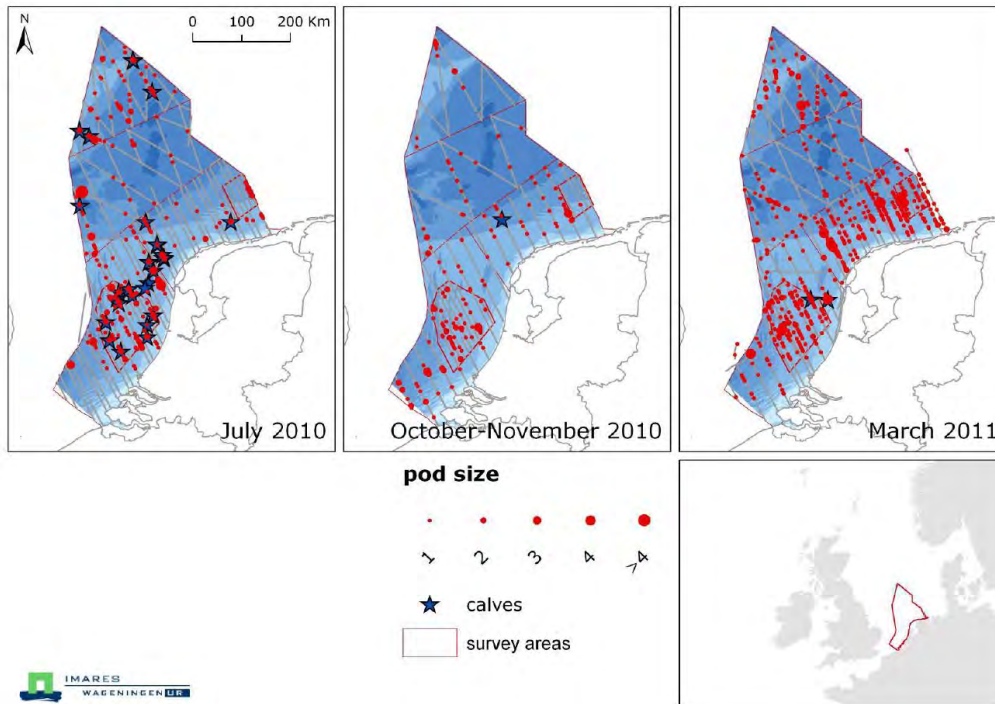 N
0 100 200 Km
July 2010
October-November 2010
March 2011
pod size
1 2 3 4 >4
calves
survey areas
IMARES
WAGENINGEN UR